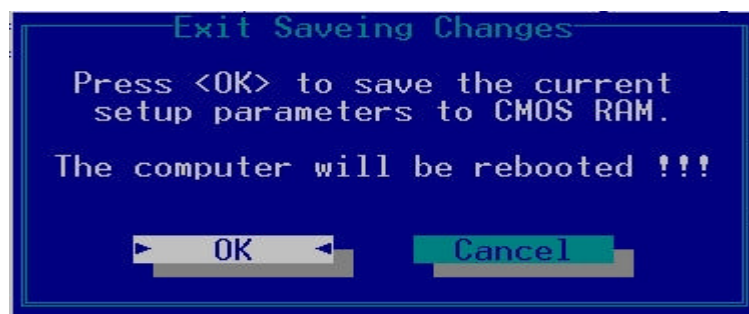 Exit Saveing Changes
Press <OK> to save the current
setup parameters to CMOS RAM.
The computer will be rebooted !!!
OK
Cancel